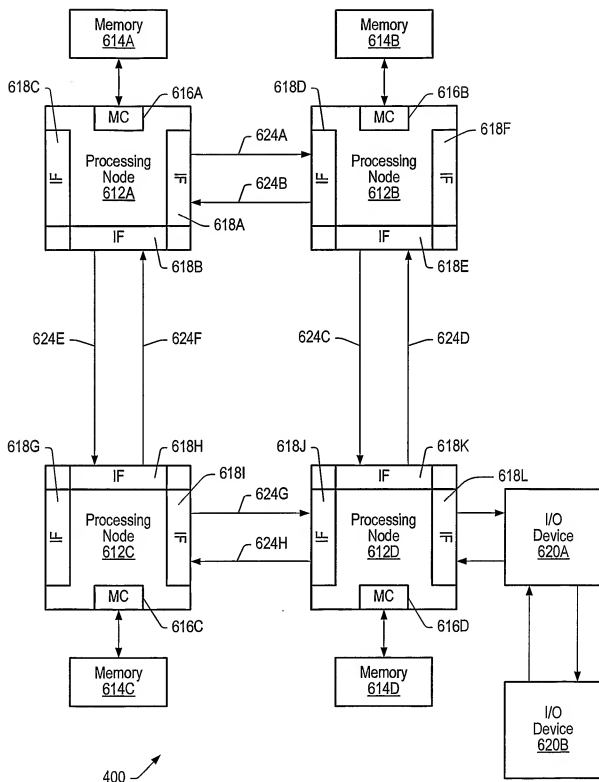 Memory
614A
Memory
614B
618C
616A
618D
616B
MC
MC
624A
618F
Processing
Node
612A
IF
IF
Processing
Node
612B
IF
IF
624B
618A
IF
IF
618B
618E
624E
624F
624C
624D
618G
618H
618J
618K
IF
618I
IF
618L
624G
Processing
Node
612C
IF
IF
Processing
Node
612D
IF
IF
I/O
Device
620A
624H
MC
MC
616C
616D
Memory
614C
Memory
614D
I/O
Device
620B
400